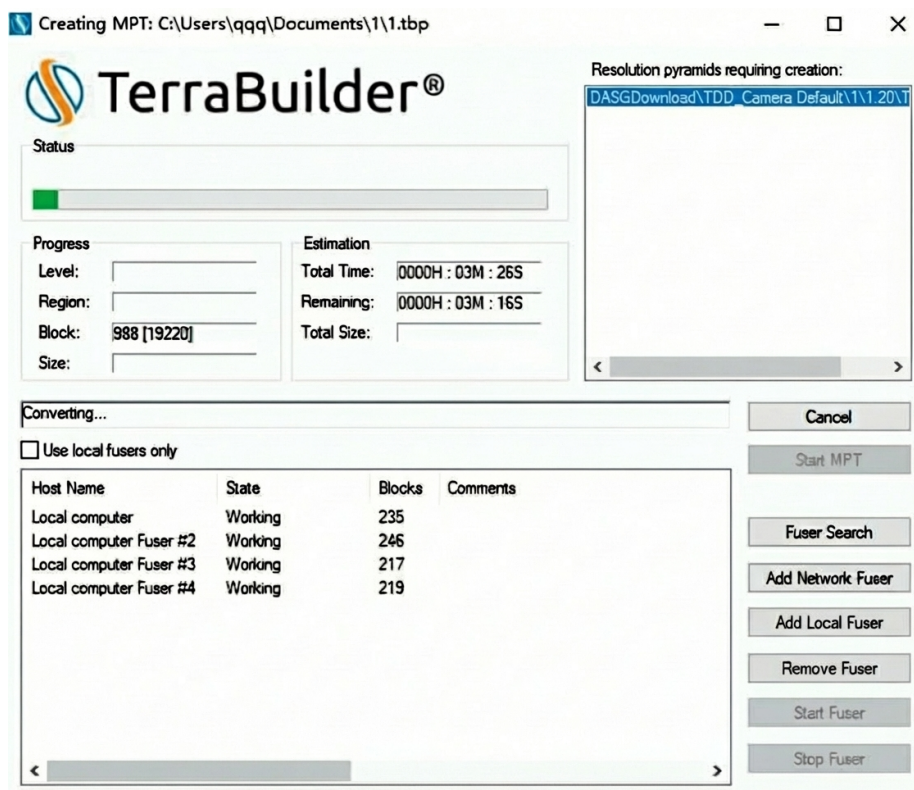 Creating MPT: C:\Users\qqq\Documents\1\1.tbp
TerraBuilder®
Resolution pyramids requiring creation:
DASGDownload\TDD_Camera Default\1\1.20\T
Status
Progress
Level:
Region:
Block: 988 [19220]
Size:
Estimation
Total Time: 0000H : 03M : 26S
Remaining: 0000H : 03M : 16S
Total Size:
Converting...
Cancel
Use local fusers only
Start MPT
Host Name State Blocks Comments
Local computer Working 235
Local computer Fuser #2 Working 246
Local computer Fuser #3 Working 217
Local computer Fuser #4 Working 219
Fuser Search
Add Network Fuser
Add Local Fuser
Remove Fuser
Start Fuser
Stop Fuser